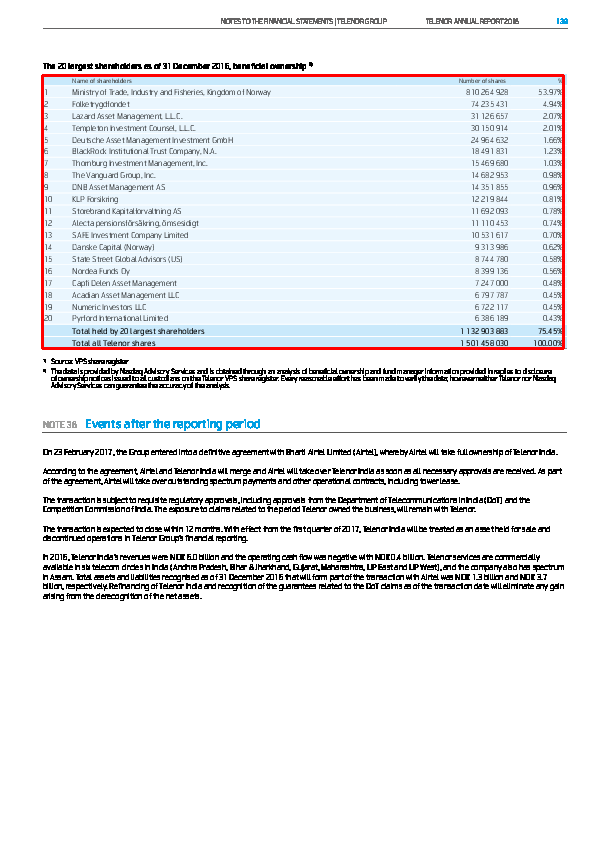 NOTES TO THE FINANCIAL STATEMENTS | TELENOR GROUP TELENOR ANNUAL REPORT 2016 133
The 20 largest shareholders as of 31 December 2016, beneficial ownership
Name of shareholders Number of shares %
1 Ministry of Trade, Industry and Fisheries, Kingdom of Norway 810 264 928 53.97%
2 Folketrygdfondet 74 235 431 4.94%
3 Lazard Asset Management, L.L.C. 31 126 657 2.07%
4 Templeton Investment Counsel, L.L.C. 30 150 914 2.01%
5 Deutsche Asset Management Investment GmbH 24 964 632 1.66%
6 BlackRock Institutional Trust Company, N.A. 18 491 831 1.23%
7 Thornburg Investment Management, Inc. 15 469 680 1.03%
8 The Vanguard Group, Inc. 14 682 953 0.98%
9 DNB Asset Management AS 14 351 855 0.96%
10 KLP Forsikring 12 219 844 0.81%
11 Storebrand Kapitalforvaltning AS 11 692 093 0.78%
12 Alecta pensionsförsäkring, ömsesidigt 11 110 453 0.74%
13 SAFE Investment Company Limited 10 531 617 0.70%
14 Danske Capital (Norway) 9 313 986 0.62%
15 State Street Global Advisors (US) 8 744 780 0.58%
16 Nordea Funds Oy 8 399 136 0.56%
17 Capfi Delen Asset Management 7 247 000 0.48%
18 Acadian Asset Management LLC 6 797 787 0.45%
19 Numeric Investors LLC 6 722 117 0.45%
20 Pyrford International Limited 6 386 189 0.43%
Total held by 20 largest shareholders 1 132 903 883 75.45%
Total all Telenor shares 1 501 458 030 100.00%
Source: VPS share register
The data is provided by Nasdaq Advisory Services and is obtained through an analysis of beneficial ownership and fund manager information provided in replies to disclosure
of ownership notices issued to all custodians on the Telenor VPS share register. Every reasonable effort has been made to verify the data; however neither Telenor nor Nasdaq
Advisory Services can guarantee the accuracy of the analysis.
NOTE 36 Events after the reporting period
On 23 February 2017, the Group entered into a definitive agreement with Bharti Airtel Limited (Airtel), whereby Airtel will take full ownership of Telenor India.
According to the agreement, Airtel and Telenor India will merge and Airtel will take over Telenor India as soon as all necessary approvals are received. As part
of the agreement, Airtel will take over outstanding spectrum payments and other operational contracts, including tower lease.
The transaction is subject to requisite regulatory approvals, including approvals from the Department of Telecommunications in India (DoT) and the
Competition Commission of India. The exposure to claims related to the period Telenor owned the business, will remain with Telenor.
The transaction is expected to close within 12 months. With effect from the first quarter of 2017, Telenor India will be treated as an asset held for sale and
discontinued operations in Telenor Group's financial reporting.
In 2016, Telenor India's revenues were NOK 6.0 billion and the operating cash flow was negative with NOK 0.4 billion. Telenor services are commercially
available in six telecom circles in India (Andhra Pradesh, Bihar & Jharkhand, Gujarat, Maharashtra, UP East and UP West), and the company also has spectrum
in Assam. Total assets and liabilities recognised as of 31 December 2016 that will form part of the transaction with Airtel was NOK 1.3 billion and NOK 3.7
billion, respectively. Refinancing of Telenor India and recognition of the guarantees related to the DoT claims as of the transaction date will eliminate any gain
arising from the derecognition of the net assets.